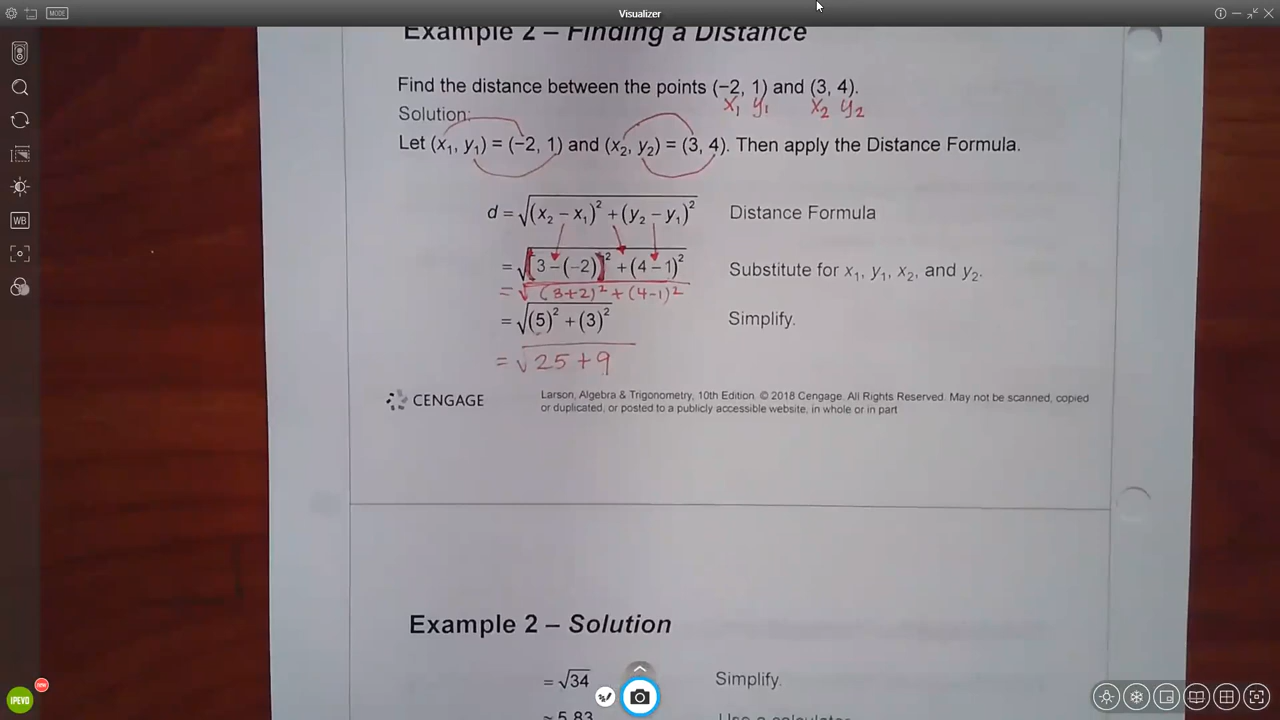 MODE
Visualizer
Example 2 – Finding a Distance
Find the distance between the points (−2, 1) and (3, 4).
x₁ y₁ x₂ y₂
Solution:
Let (x₁, y₁) = (−2, 1) and (x₂, y₂) = (3, 4). Then apply the Distance Formula.
d = √(x₂ − x₁)² + (y₂ − y₁)² Distance Formula
= √[3 − (−2)]² + (4 − 1)² Substitute for x₁, y₁, x₂, and y₂.
= √(3+2)² + (4-1)²
= √(5)² + (3)² Simplify.
= √25 + 9
CENGAGE
Larson, Algebra & Trigonometry, 10th Edition. © 2018 Cengage. All Rights Reserved. May not be scanned, copied
or duplicated, or posted to a publicly accessible website, in whole or in part
Example 2 – Solution
= √34 Simplify.
≈ 5.83 Use a calculator
WB
IPEVO